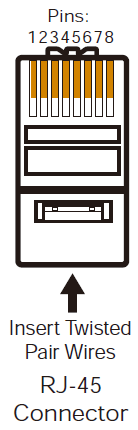 Pins:
12345678
Insert Twisted
Pair Wires
RJ-45
Connector